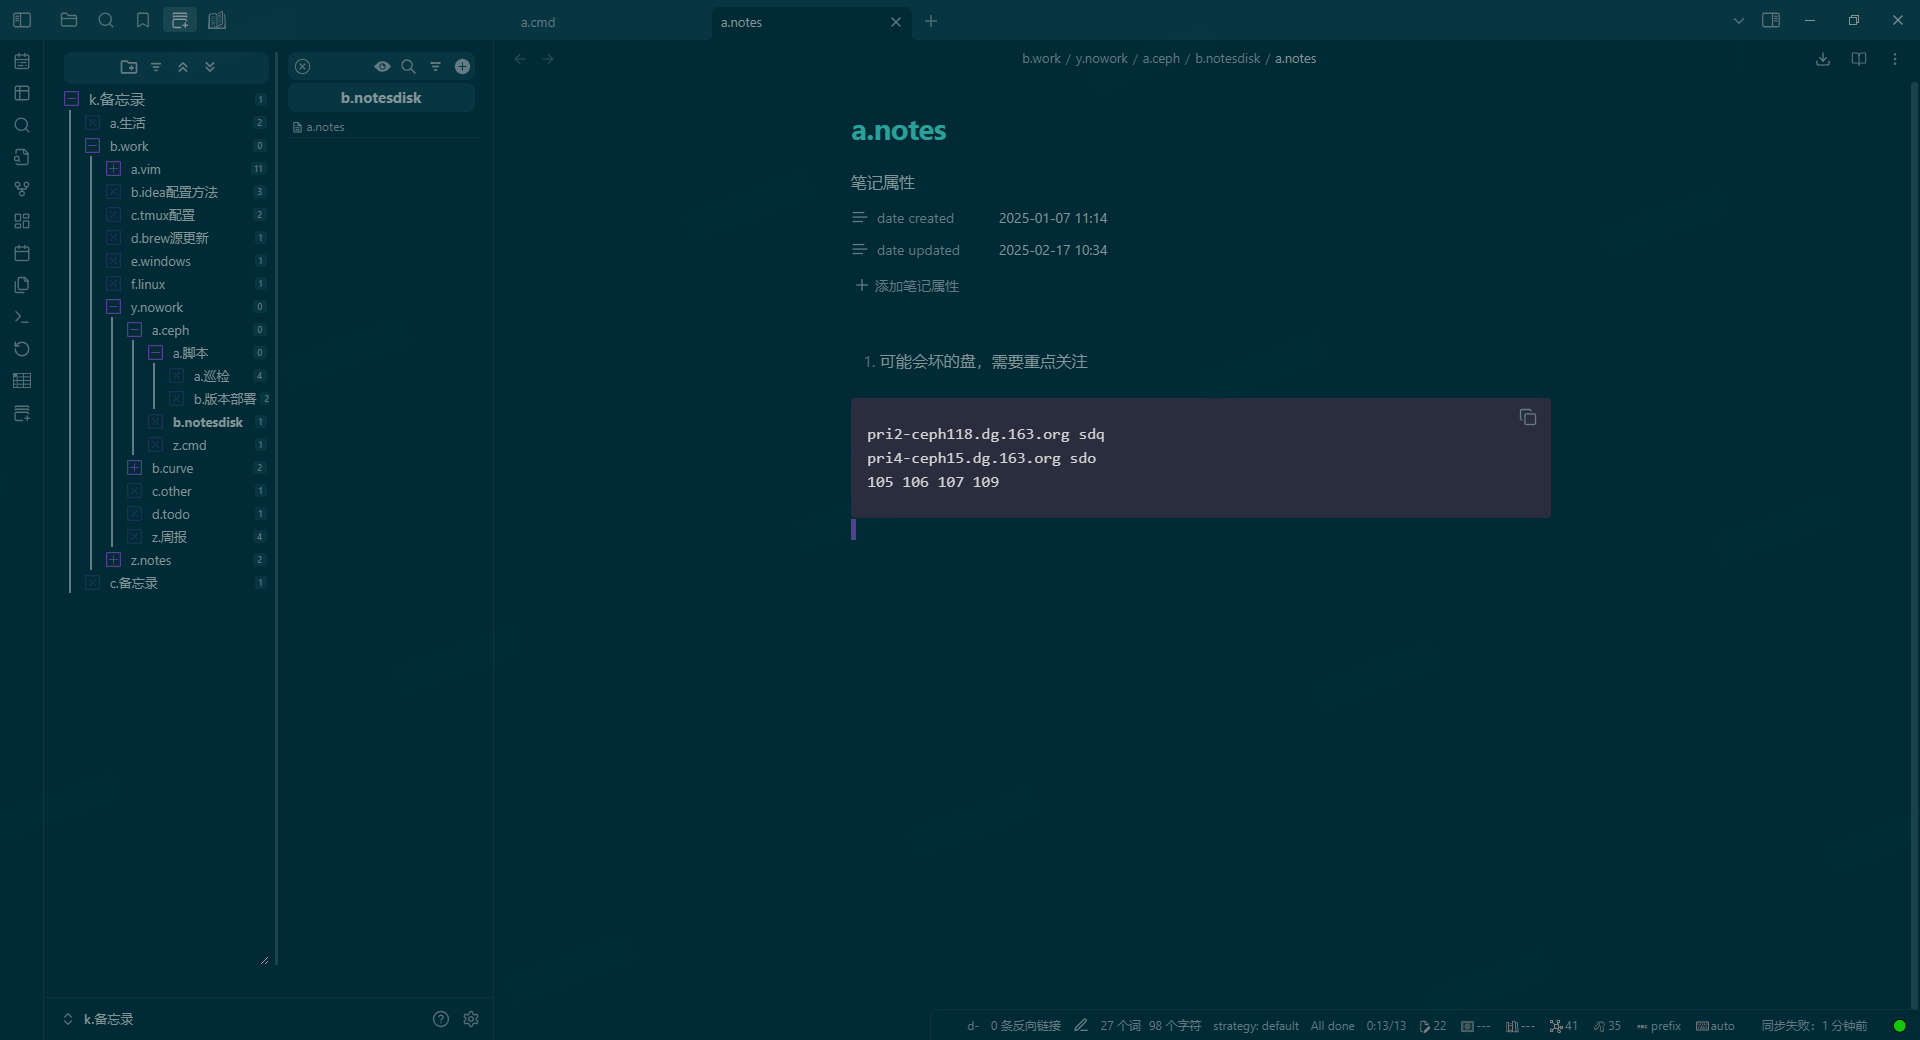 a.cmd
a.notes
b.work / y.nowork / a.ceph / b.notesdisk / a.notes
k.备忘录 1
a.生活 2
b.work 0
a.vim 11
b.idea配置方法 3
c.tmux配置 2
d.brew源更新 1
e.windows 1
f.linux 1
y.nowork 0
a.ceph 0
a.脚本 0
a.巡检 4
b.版本部署 2
b.notesdisk 1
z.cmd 1
b.curve 2
c.other 1
d.todo 1
z.周报 4
z.notes 2
c.备忘录 1
k.备忘录
b.notesdisk
a.notes
a.notes
笔记属性
date created 2025-01-07 11:14
date updated 2025-02-17 10:34
添加笔记属性
1. 可能会坏的盘，需要重点关注
pri2-ceph118.dg.163.org sdq
pri4-ceph15.dg.163.org sdo
105 106 107 109
d- 0 条反向链接 27 个词 98 个字符 strategy: default All done 0:13/13 22 --- --- 41 35 prefix auto 同步失败：1 分钟前